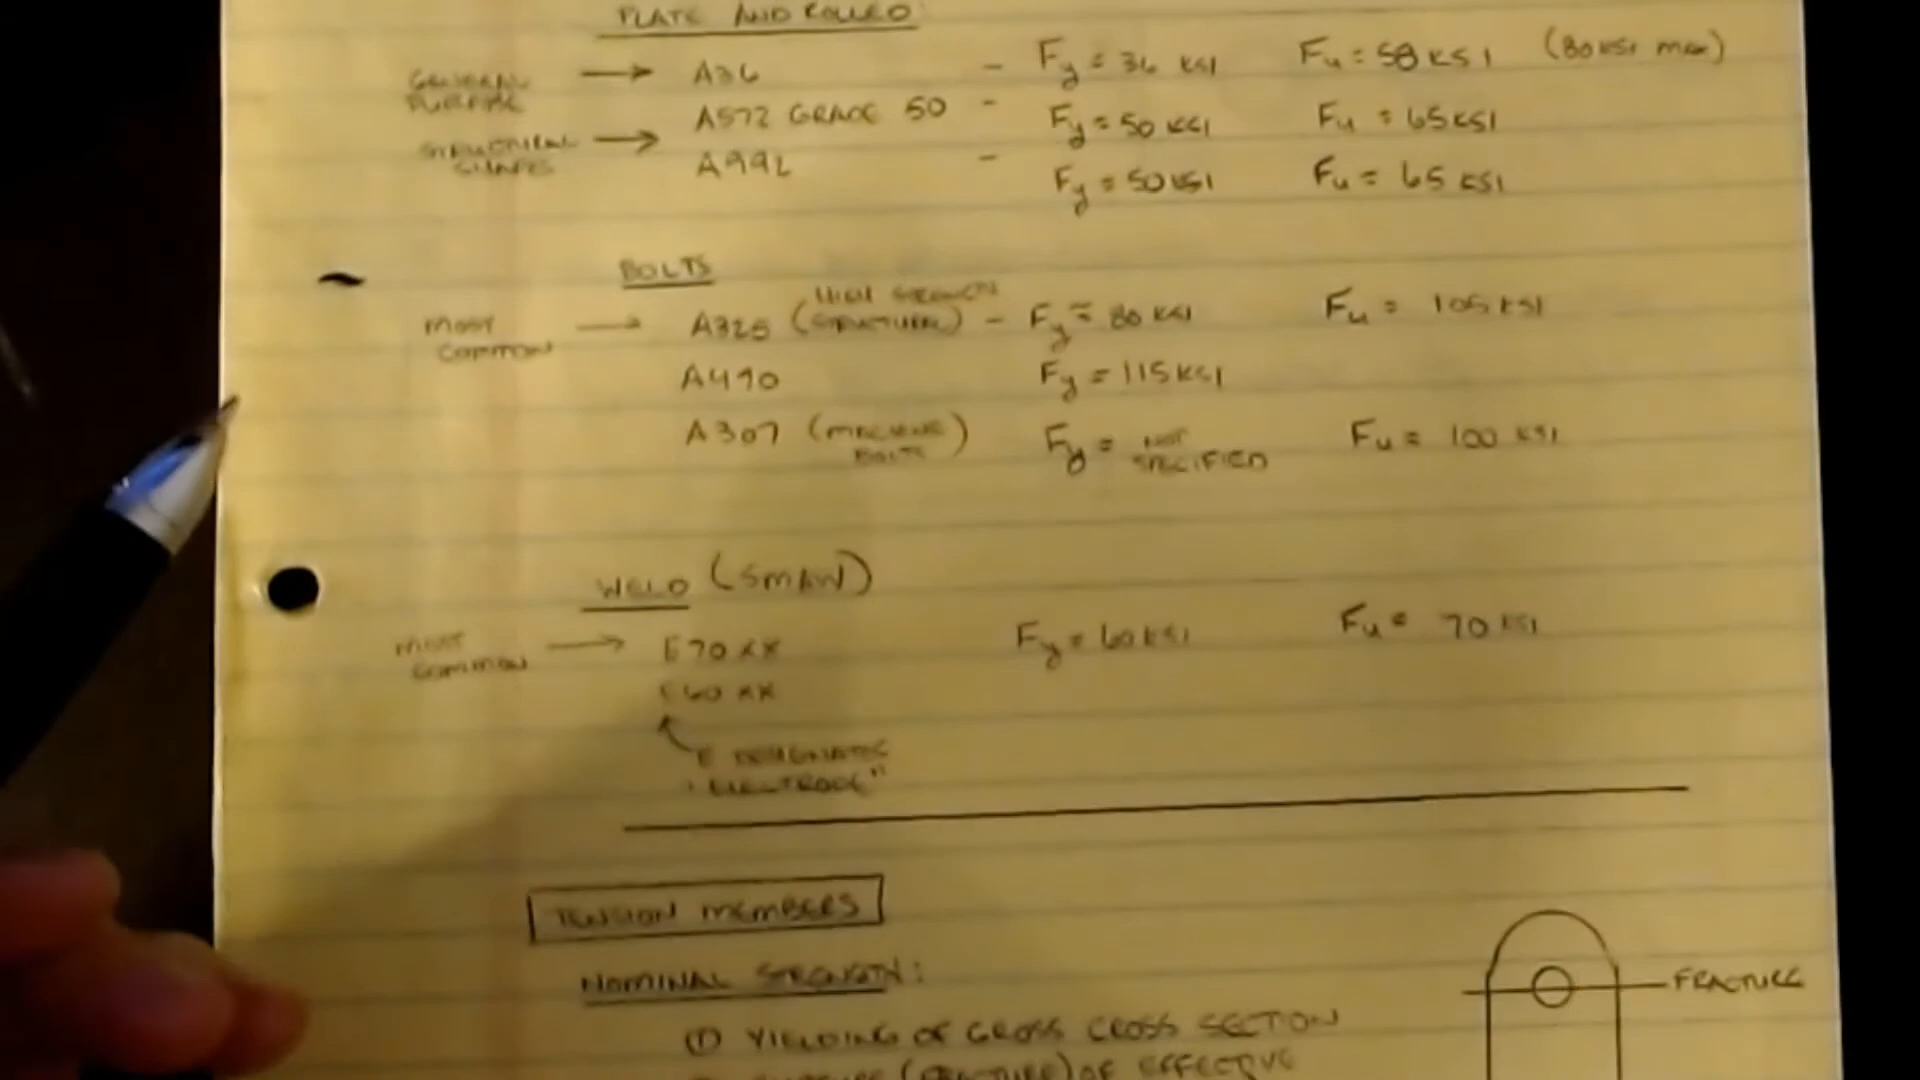 PLATE AND ROLLED:
GENERAL PURPOSE → A36 - Fy = 36 KSI Fu = 58 KSI (80 KSI MAX)
A572 GRADE 50 - Fy = 50 KSI Fu = 65 KSI
STRUCTURAL SHAPES → A992 - Fy = 50 KSI Fu = 65 KSI
BOLTS
MOST COMMON → A325 (HIGH STRENGTH STRUCTURAL) - Fy ≈ 80 KSI Fu = 105 KSI
A490 Fy = 115 KSI
A307 (MACHINE BOLTS) Fy = NOT SPECIFIED Fu = 100 KSI
WELD (SMAW)
MOST COMMON → E70XX Fy = 60 KSI Fu = 70 KSI
E60XX
E DESIGNATES
"ELECTRODE"
TENSION MEMBERS
NOMINAL STRENGTH:
FRACTURE
(1) YIELDING OF GROSS CROSS SECTION
(FRACTURE) OF EFFECTIVE